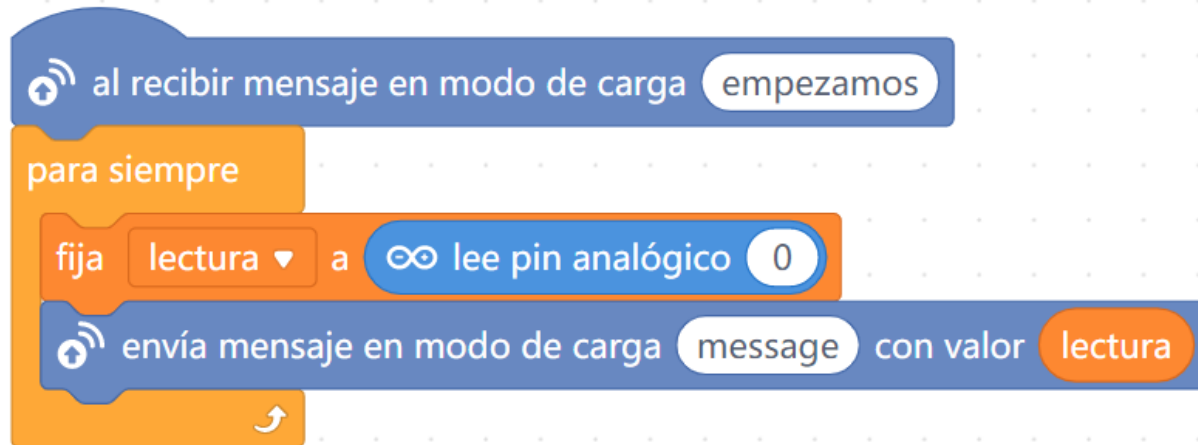 al recibir mensaje en modo de carga empezamos
para siempre
fija lectura a lee pin analógico 0
envía mensaje en modo de carga message con valor lectura